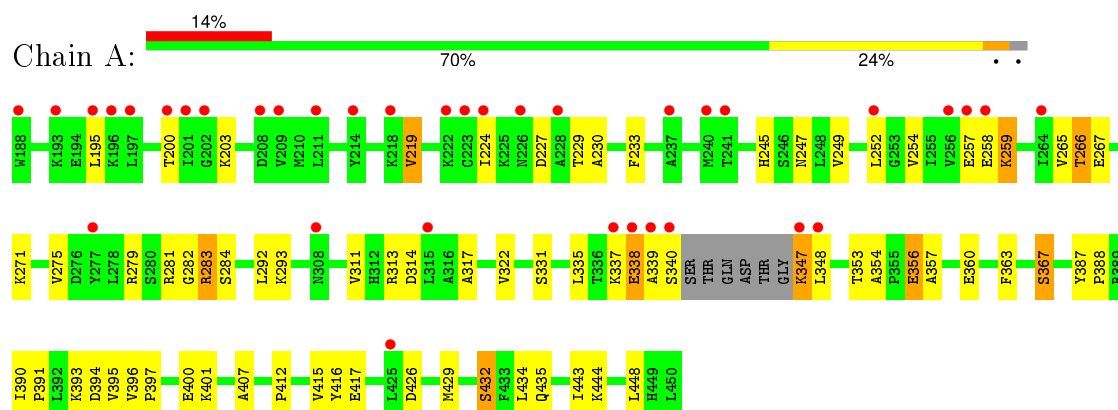 14%
Chain A:
70% 24% • •
W188 K193 E194 L195 K196 L197 T200 I201 G202 K203 D208 V209 M210 L211 Y214 K218 V219 K222 C223 I224 K225 N226 D227 A228 T229 A230 F233 A237 M240 T241 H245 S246 N247 L248 V249 L252 G253 V254 I255 V256 E257 E258 K259 I264 V265 T266 E267
K271 V275 D276 Y277 L278 R279 S280 R281 G282 R283 S284 L292 K293 N308 V311 H312 R313 D314 L315 A316 A317 V322 S331 L335 T336 K337 E338 A339 S340 SER THR GLN ASP THR GLY K347 L348 T353 A354 P355 E356 A357 E360 F363 S367 Y387 P388 R389
I390 P391 L392 K393 D394 V395 V396 P397 E400 K401 A407 P412 V415 Y416 E417 L425 D426 M429 S432 F433 L434 Q435 I443 K444 L448 H449 L450